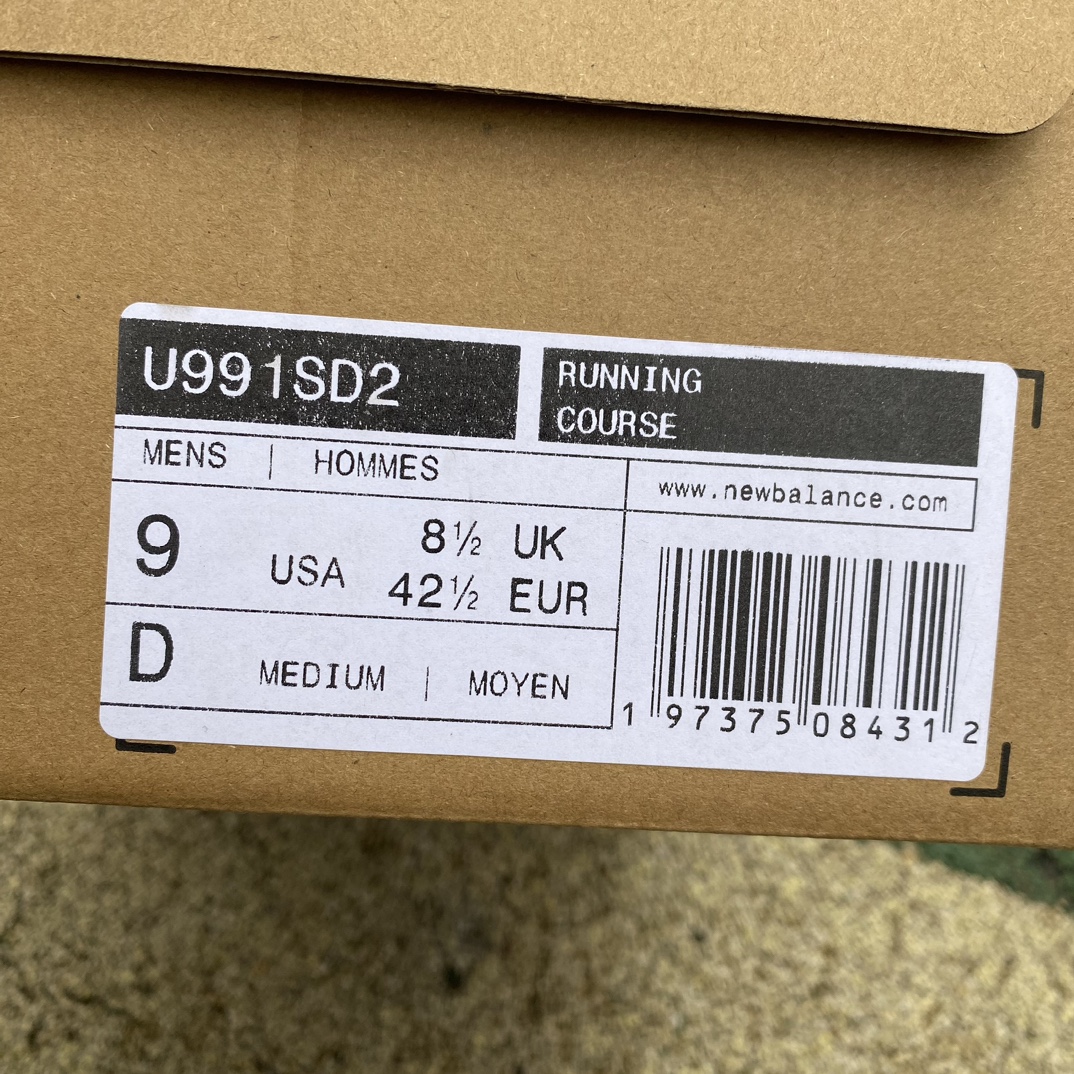 U991SD2
RUNNING
COURSE
MENS | HOMMES
www.newbalance.com
9 USA 8½ UK
42½ EUR
D MEDIUM | MOYEN
1 97375 08431 2